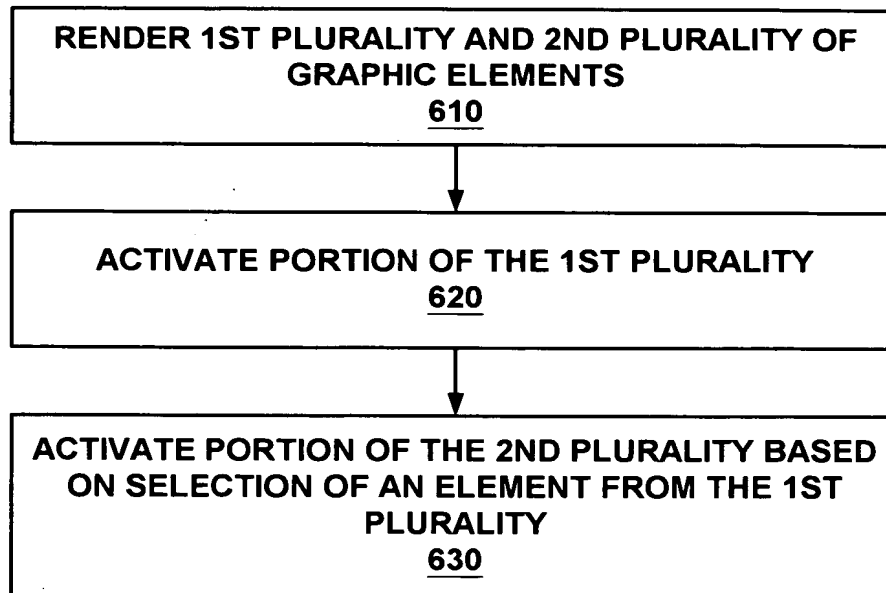 RENDER 1ST PLURALITY AND 2ND PLURALITY OF
GRAPHIC ELEMENTS
610
ACTIVATE PORTION OF THE 1ST PLURALITY
620
ACTIVATE PORTION OF THE 2ND PLURALITY BASED
ON SELECTION OF AN ELEMENT FROM THE 1ST
PLURALITY
630